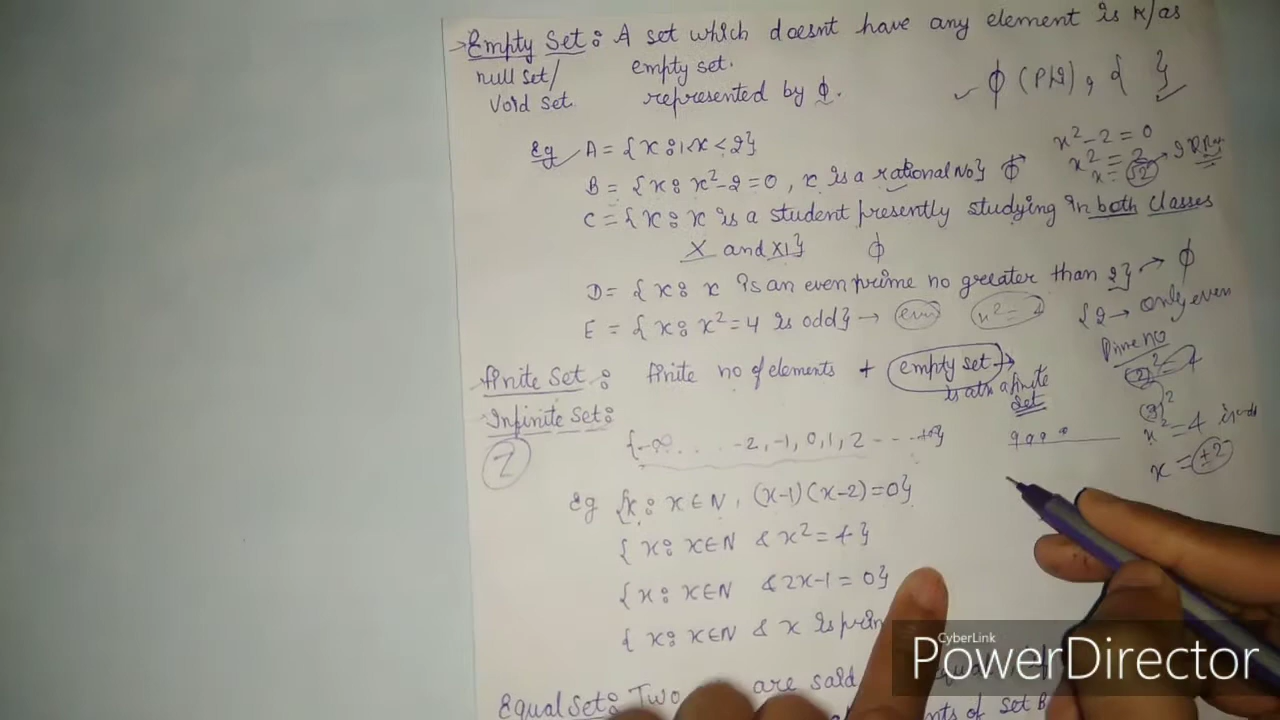 →Empty Set: A set which doesnt have any element is K/as
null set/ empty set.
Void set. represented by ϕ.
✓ ϕ (PHI), { }
Eg A = {x: 1<x<2}
B = {x: x²-2=0, x is a rational No} ϕ
x²-2=0
x²=2
x=√2 →
C = {x: x is a student presently studying in both classes
X and XI} ϕ
D = {x: x is an even prime no greater than 2} → ϕ
{2 → only even
Prime no
E = {x: x²=4 is odd} → even x²=4
Finite Set: finite no of elements + empty set →
is also a finite
set
Infinite Set:
{-∞ . . . -2, -1, 0, 1, 2 - - . . +∞}
Z
x²=4
x = ±2
Eg {x: x∈N, (x-1)(x-2)=0}
{x: x∈N & x²=4}
{x: x∈N & 2x-1=0}
{x: x∈N & x is prim
Equal Set: Two are said
of set B
CyberLink
PowerDirector